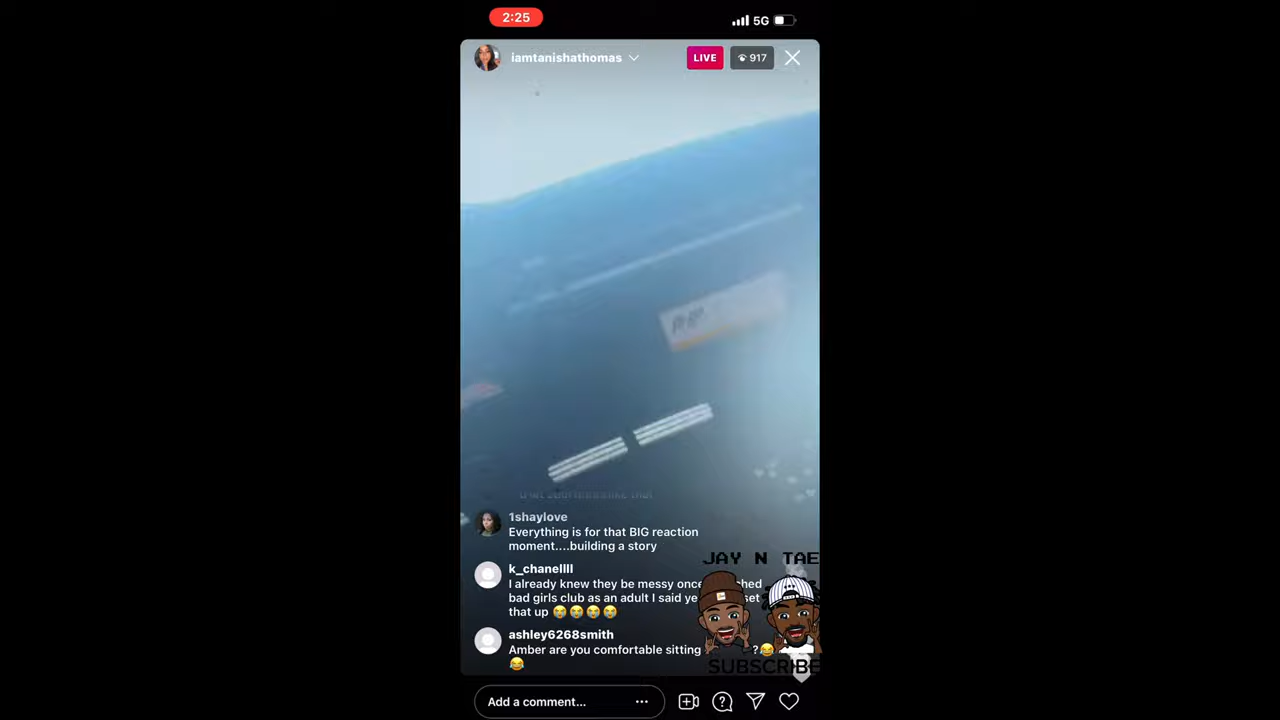 2:25
5G
iamtanishathomas
LIVE
917
1shaylove
Everything is for that BIG reaction
moment....building a story
k_chanellll
I already knew they be messy once
bad girls club as an adult I said set
that up 😭😭😭😭
ashley6268smith
Amber are you comfortable sitting ?😂
😂
JAY N TAE
SUBSCRIBE
Add a comment...